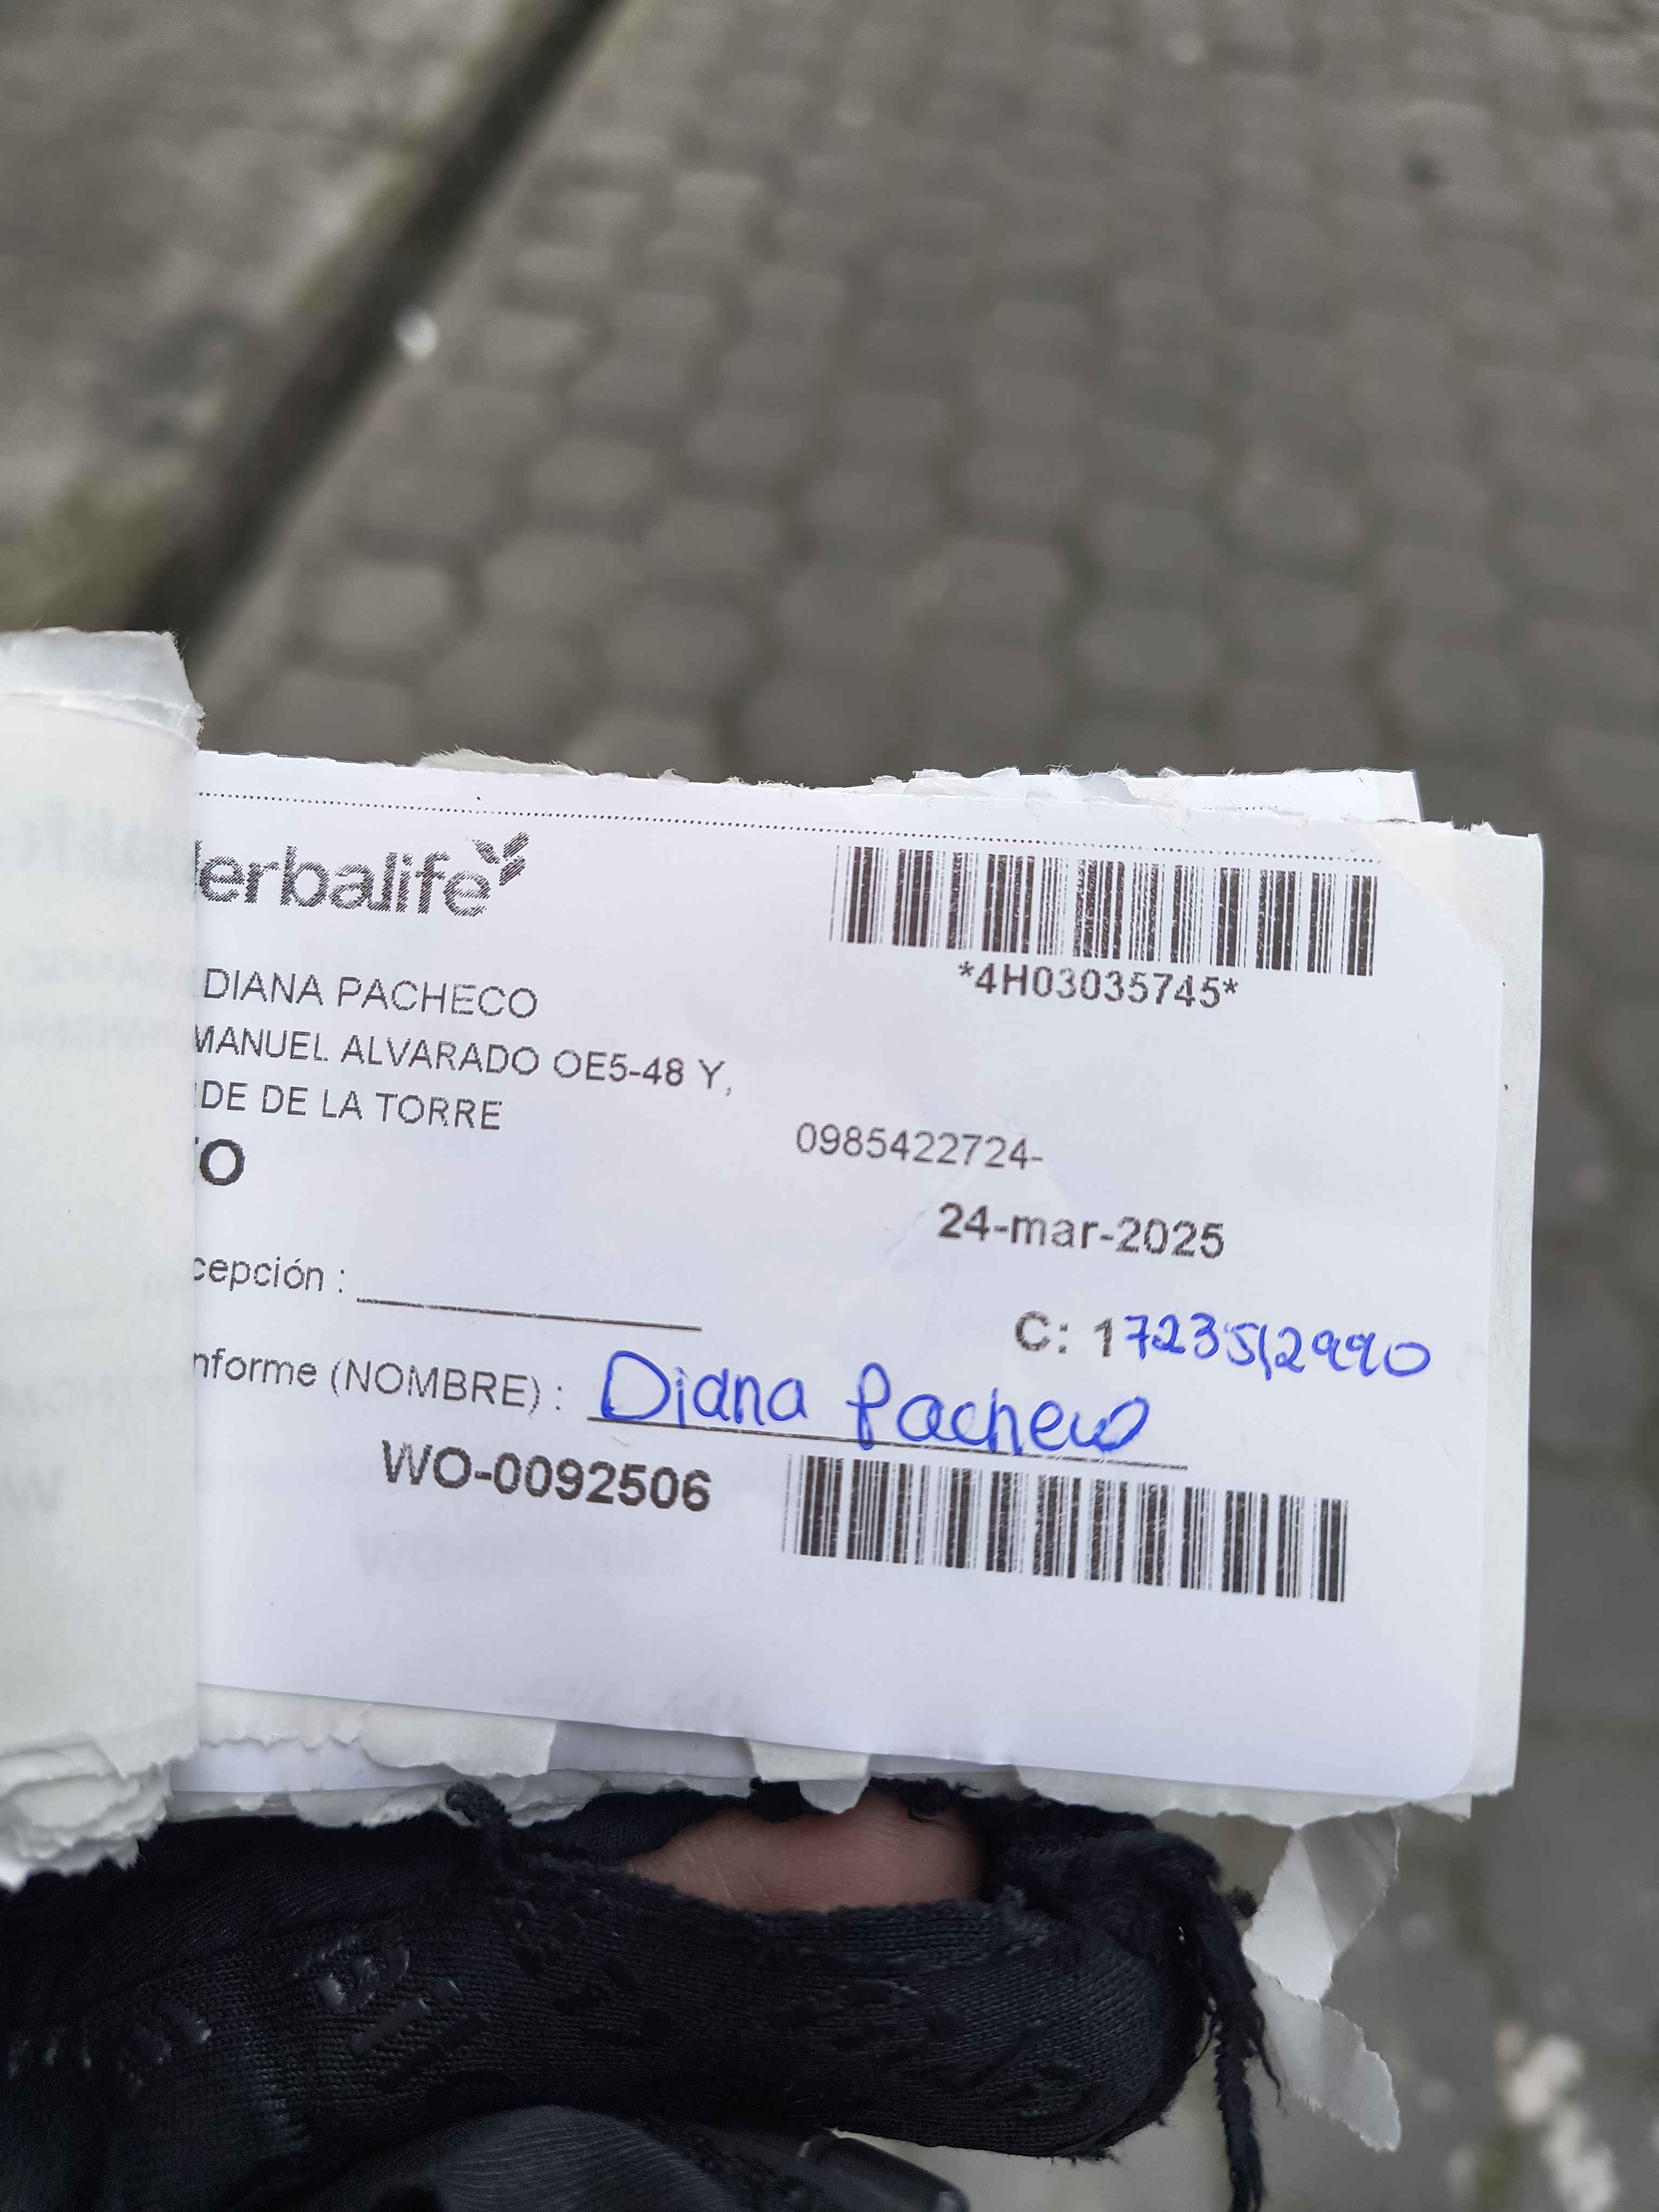 erbalife
*4H03035745*
DIANA PACHECO
MANUEL ALVARADO OE5-48 Y,
DE DE LA TORRE
0985422724-
TO
24-mar-2025
cepción :
C: 1723512990
nforme (NOMBRE) : Diana Pacheco
WO-0092506